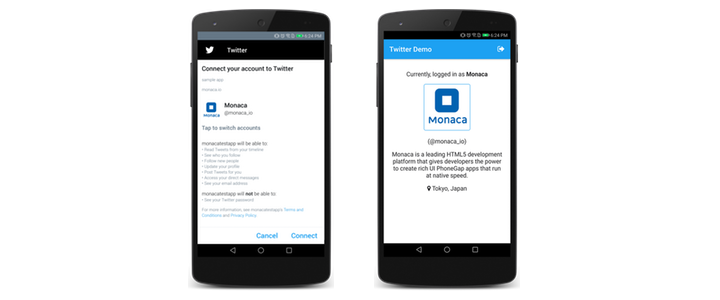 6:24 PM
Twitter
Connect your account to Twitter
sample app
monaca.io
Monaca
@monaca_io
Monaca
Tap to switch accounts
monacatestapp will be able to:
• Read Tweets from your timeline
• See who you follow
• Follow new people
• Update your profile
• Post Tweets for you
• Access your direct messages
• See your email address
monacatestapp will not be able to:
• See your Twitter password
For more information, see monacatestapp's Terms and
Conditions and Privacy Policy.
Cancel Connect
6:24 PM
Twitter Demo
Currently, logged in as Monaca
Monaca
(@monaca_io)
Monaca is a leading HTML5 development
platform that gives developers the power
to create rich UI PhoneGap apps that run
at native speed.
Tokyo, Japan